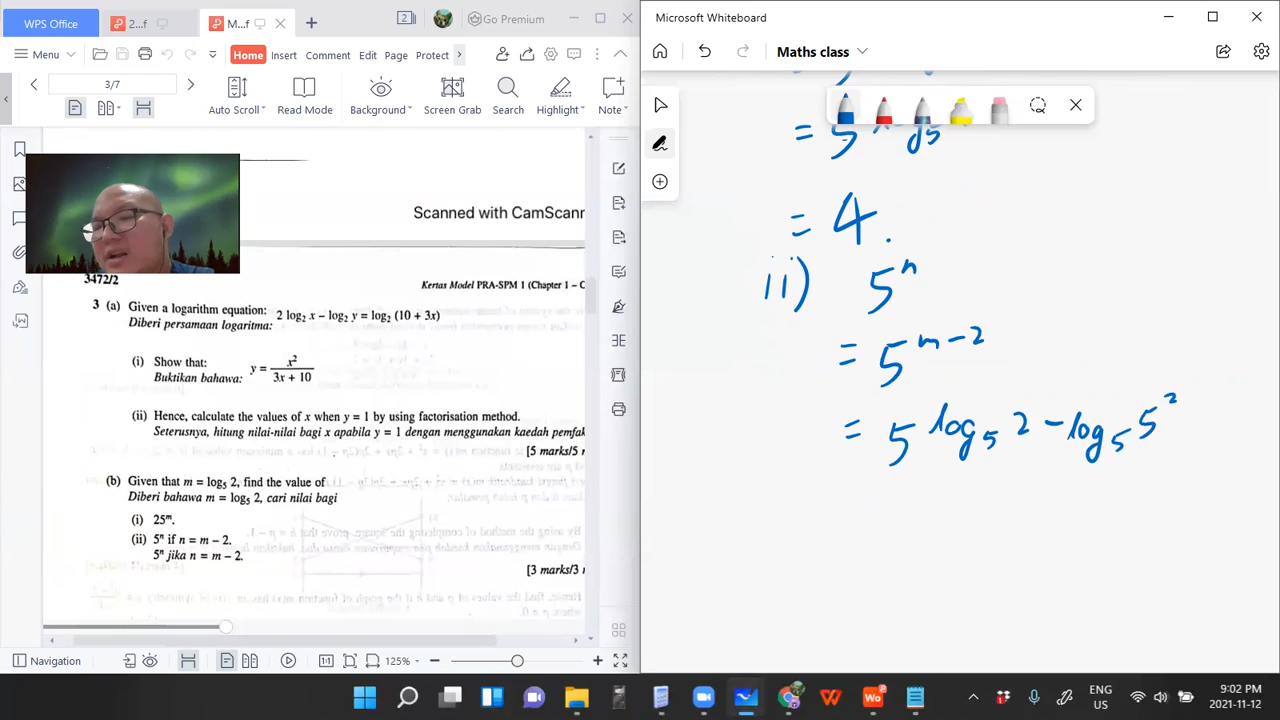 WPS Office
2...f
M...f
2
Go Premium
Menu
Home
Insert
Comment
Edit
Page
Protect
3/7
Auto Scroll
Read Mode
Background
Screen Grab
Search
Highlight
Note
Scanned with CamScann
3472/2
Kertas Model PRA-SPM 1 (Chapter 1 – C
3 (a) Given a logarithm equation: 2 log₂ x – log₂ y = log₂ (10 + 3x)
Diberi persamaan logaritma:
(i) Show that: y = x²/(3x + 10)
Buktikan bahawa:
(ii) Hence, calculate the values of x when y = 1 by using factorisation method.
Seterusnya, hitung nilai-nilai bagi x apabila y = 1 dengan menggunakan kaedah pemfak
[5 marks/5 r
(b) Given that m = log₅ 2, find the value of
Diberi bahawa m = log₅ 2, cari nilai bagi
(i) 25ᵐ.
(ii) 5ⁿ if n = m – 2.
5ⁿ jika n = m – 2.
[3 marks/3 r
Navigation
1:1
125%
Microsoft Whiteboard
Maths class
= 4.
ii) 5ⁿ
= 5^(m-2)
= 5^(log₅ 2 - log₅ 5²)
ENG
US
9:02 PM
2021-11-12